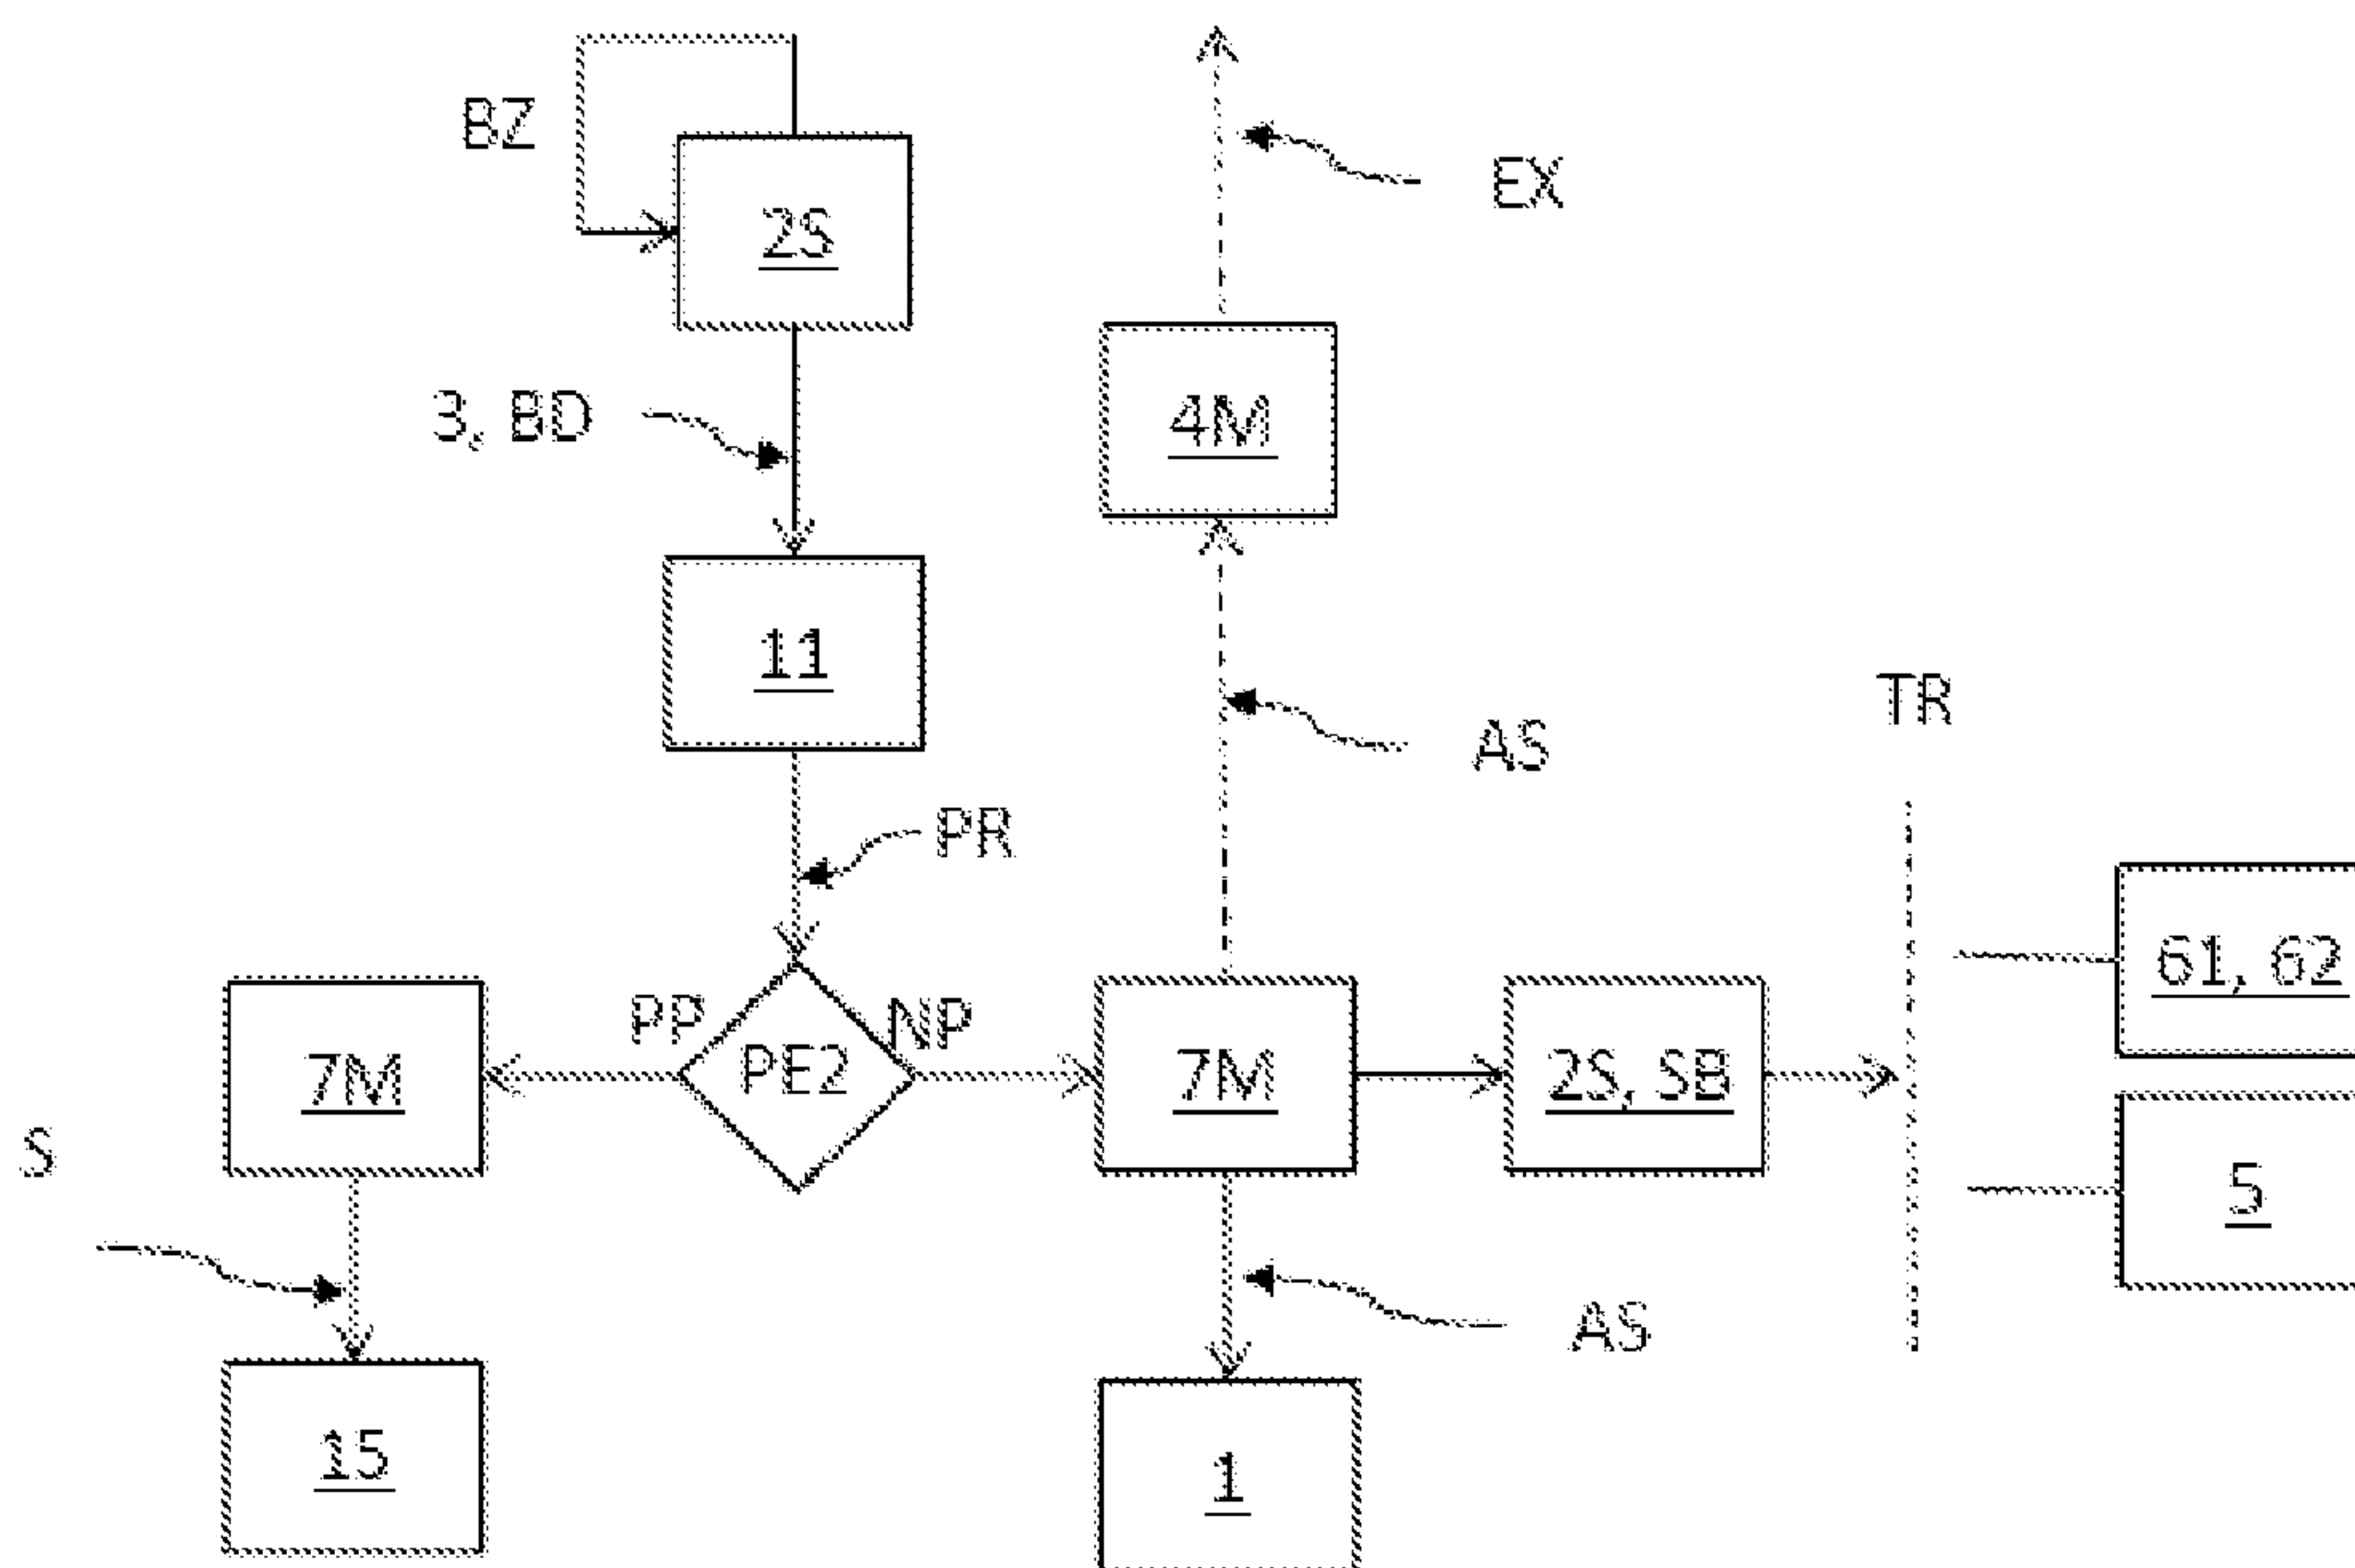 BZ
EX
2S
3, BD
4M
11
TR
AS
PR
61, 62
PP
NP
PE2
7M
7M
2S, SB
S
5
AS
15
1